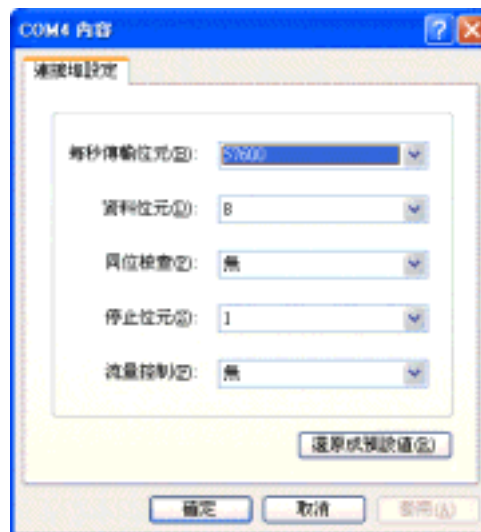 COM4 內容
連接埠設定
每秒傳輸位元(B): 57600
資料位元(D): 8
同位檢查(P): 無
停止位元(S): 1
流量控制(F): 無
還原成預設值(R)
確定 取消 套用(A)